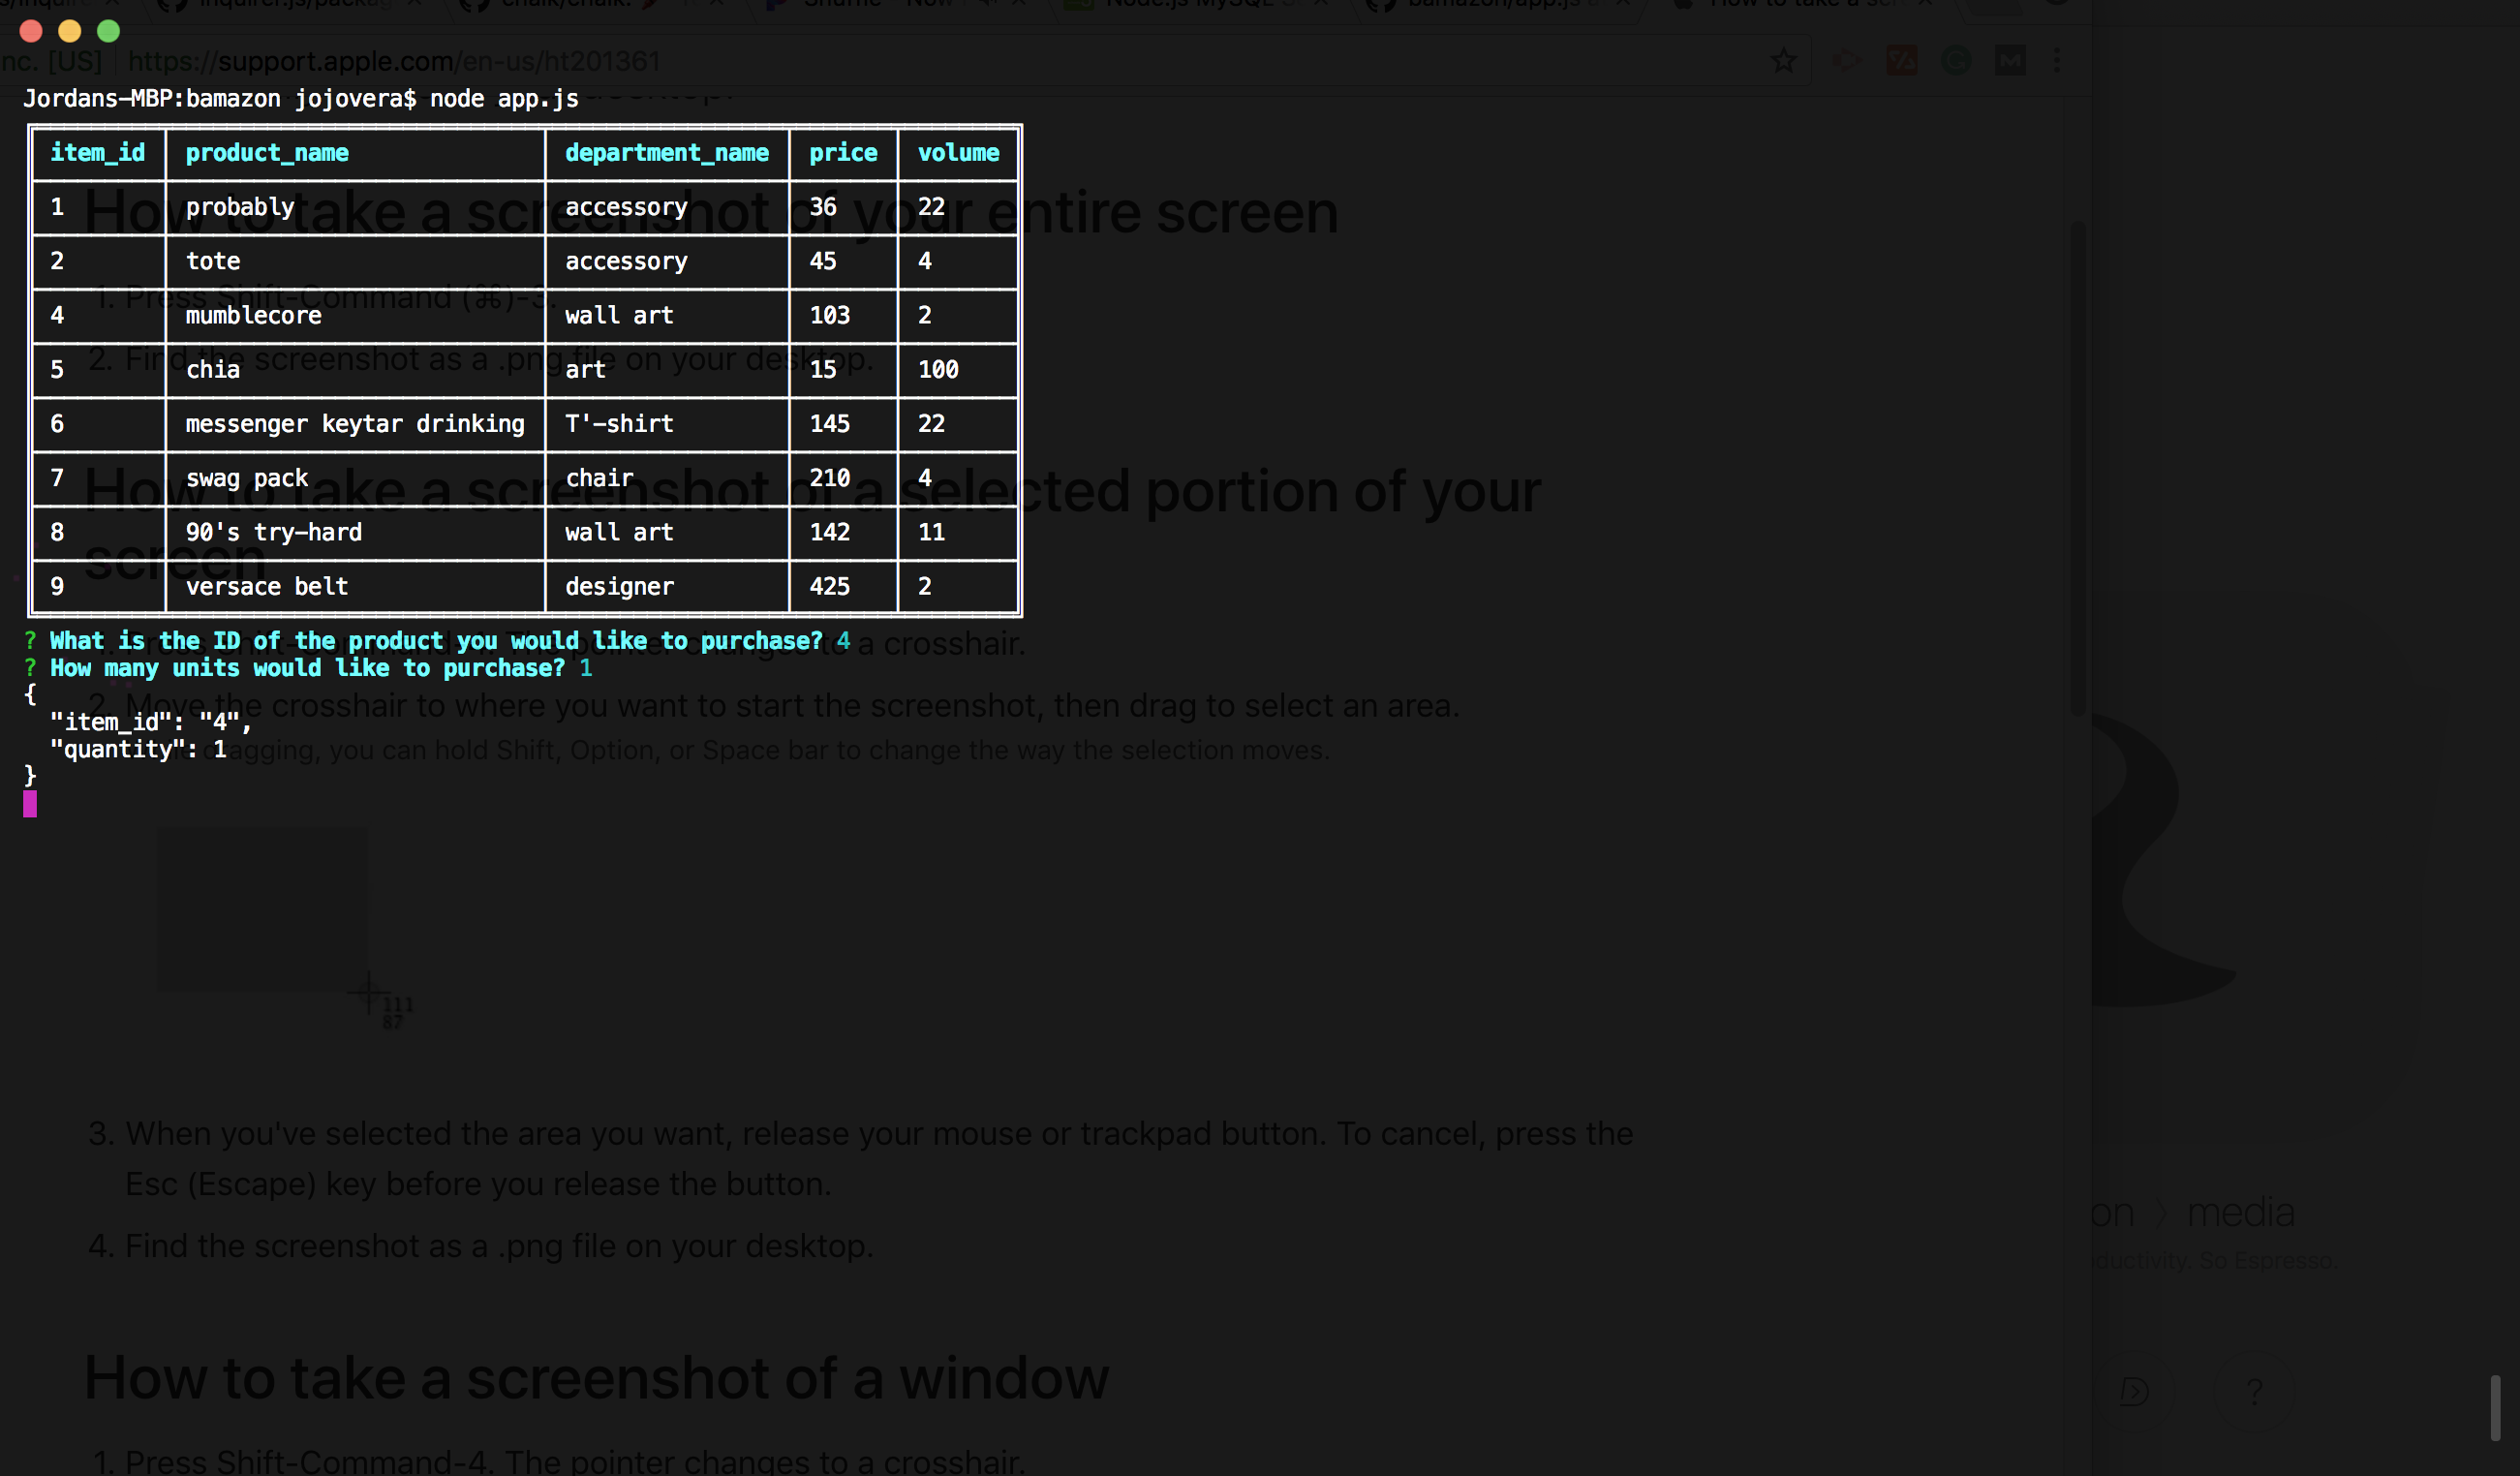 nc. [US] https://support.apple.com/en-us/ht201361
Jordans-MBP:bamazon jojovera$ node app.js
item_id product_name department_name price volume
1 probably accessory 36 22
2 tote accessory 45 4
4 mumblecore wall art 103 2
5 chia art 15 100
6 messenger keytar drinking T'-shirt 145 22
7 swag pack chair 210 4
8 90's try-hard wall art 142 11
9 versace belt designer 425 2
? What is the ID of the product you would like to purchase? 4
? How many units would like to purchase? 1
{
"item_id": "4",
"quantity": 1
}
How to take a screenshot of your entire screen
1. Press Shift-Command (⌘)-3.
2. Find the screenshot as a .png file on your desktop.
How to take a screenshot of a selected portion of your
screen
1. Press Shift-Command-4. The pointer changes to a crosshair.
2. Move the crosshair to where you want to start the screenshot, then drag to select an area.
dragging, you can hold Shift, Option, or Space bar to change the way the selection moves.
111
87
3. When you've selected the area you want, release your mouse or trackpad button. To cancel, press the
Esc (Escape) key before you release the button.
4. Find the screenshot as a .png file on your desktop.
How to take a screenshot of a window
1. Press Shift-Command-4. The pointer changes to a crosshair.
on › media
ductivity. So Espresso.
?